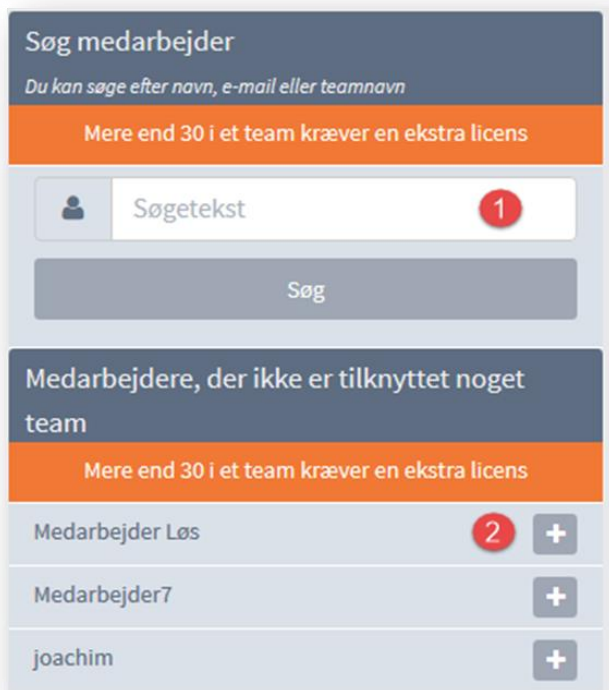 Søg medarbejder
Du kan søge efter navn, e-mail eller teamnavn
Mere end 30 i et team kræver en ekstra licens
Søgetekst 1
Søg
Medarbejdere, der ikke er tilknyttet noget
team
Mere end 30 i et team kræver en ekstra licens
Medarbejder Løs 2 +
Medarbejder7 +
joachim +